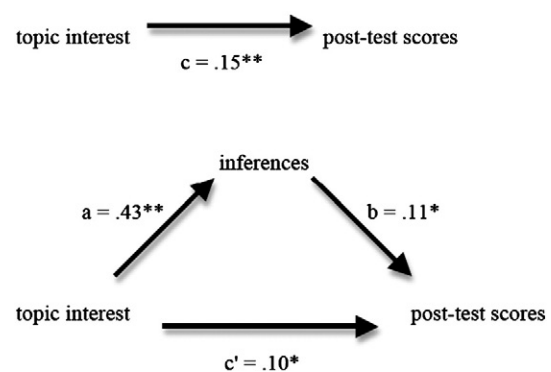 topic interest
post-test scores
c = .15**
inferences
a = .43**
b = .11*
topic interest
post-test scores
c' = .10*